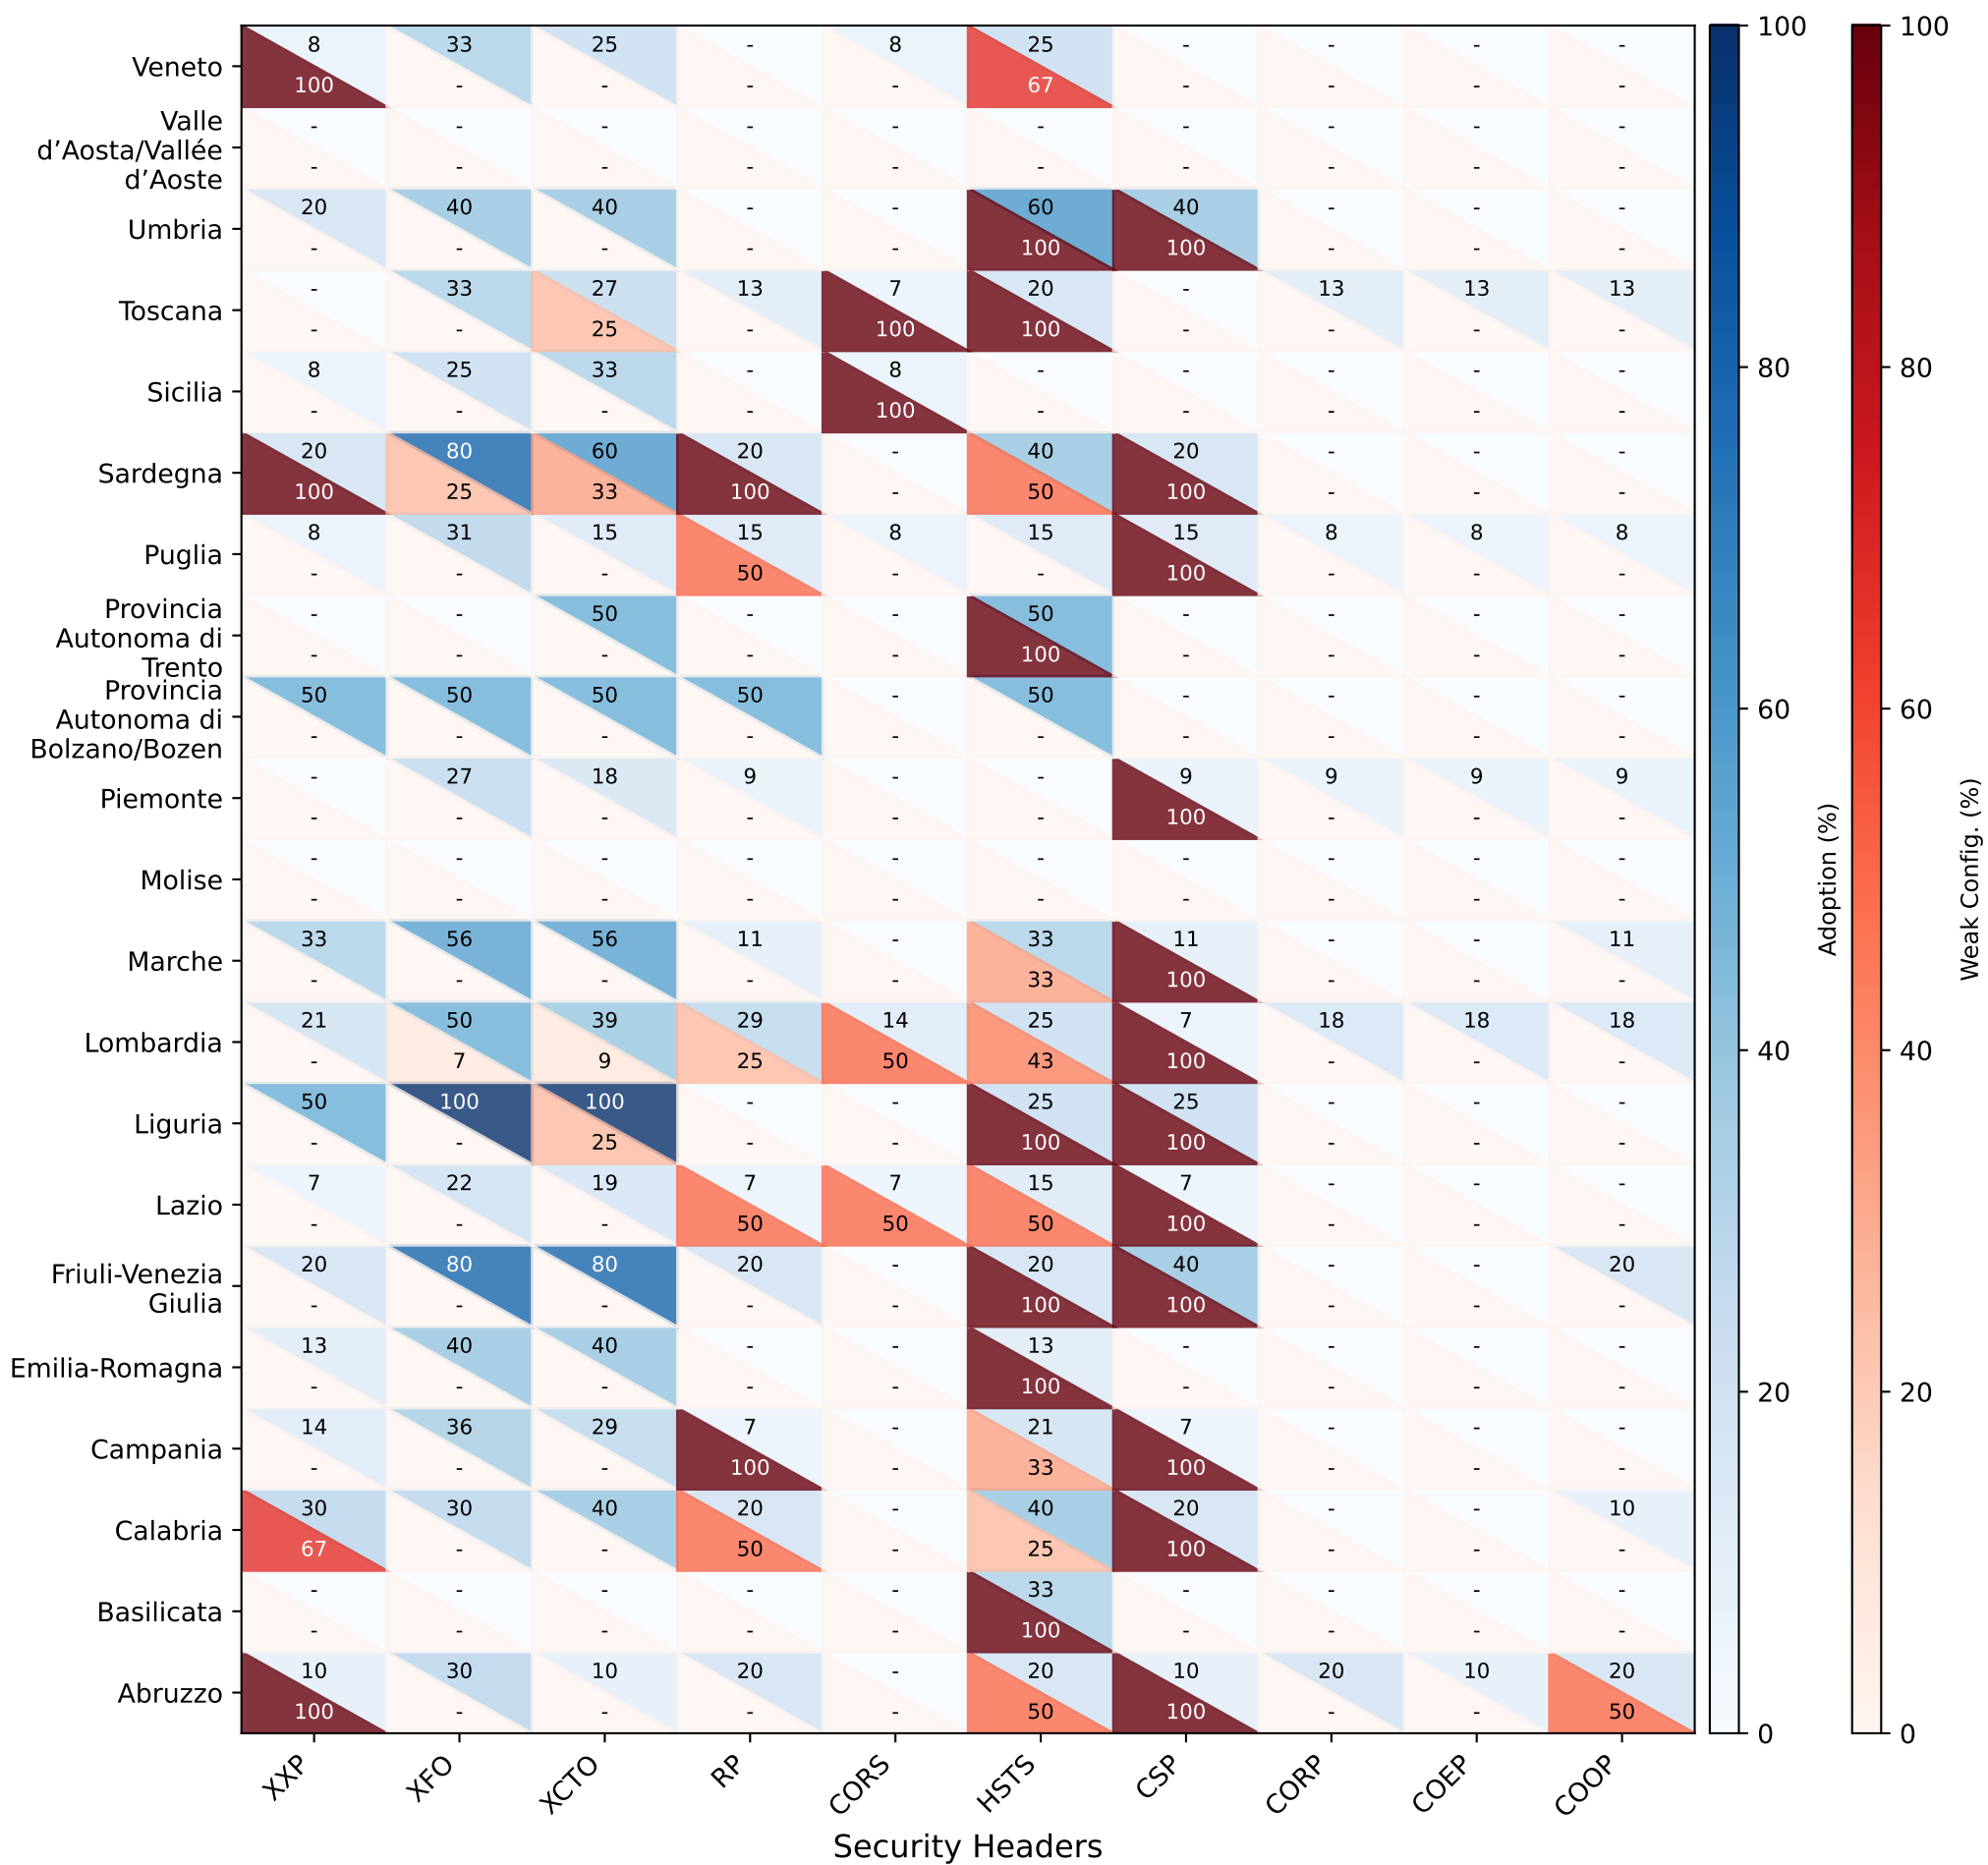 8 33 25 - 8 25 - - - - 100 100
Veneto
100 - - - - 67 - - - -
Valle
- - - - - - - - - -
d’Aosta/Vallée
- - - - - - - - - -
d’Aoste
20 40 40 - - 60 40 - - -
Umbria
- - - - - 100 100 - - -
- 33 27 13 7 20 - 13 13 13
Toscana
- - 25 - 100 100 - - - -
8 25 33 - 8 - - - - - 80 80
Sicilia
- - - - 100 - - - - -
20 80 60 20 - 40 20 - - -
Sardegna
100 25 33 100 - 50 100 - - -
8 31 15 15 8 15 15 8 8 8
Puglia
- - - 50 - - 100 - - -
Provincia
- - 50 - - 50 - - - -
Autonoma di
- - - - - 100 - - - -
Trento
Provincia
50 50 50 50 - 50 - - - - 60 60
Autonoma di
- - - - - - - - - -
Bolzano/Bozen
- 27 18 9 - - 9 9 9 9
Piemonte
- - - - - - 100 - - -
- - - - - - - - - -
Molise
- - - - - - - - - -
Adoption (%)
Weak Config. (%)
33 56 56 11 - 33 11 - - 11
Marche
- - - - - 33 100 - - -
21 50 39 29 14 25 7 18 18 18
Lombardia
- 7 9 25 50 43 100 - - - 40 40
50 100 100 - - 25 25 - - -
Liguria
- - 25 - - 100 100 - - -
7 22 19 7 7 15 7 - - -
Lazio
- - - 50 50 50 100 - - -
20 80 80 20 - 20 40 - - 20
Friuli-Venezia
Giulia
- - - - - 100 100 - - -
13 40 40 - - 13 - - - -
Emilia-Romagna
- - - - - 100 - - - - 20 20
14 36 29 7 - 21 7 - - -
Campania
- - - 100 - 33 100 - - -
30 30 40 20 - 40 20 - - 10
Calabria
67 - - 50 - 25 100 - - -
- - - - - 33 - - - -
Basilicata
- - - - - 100 - - - -
10 30 10 20 - 20 10 20 10 20
Abruzzo
100 - - - - 50 100 - - 50 0 0
XXP XFO XCTO RP CORS HSTS CSP CORP COEP COOP
Security Headers